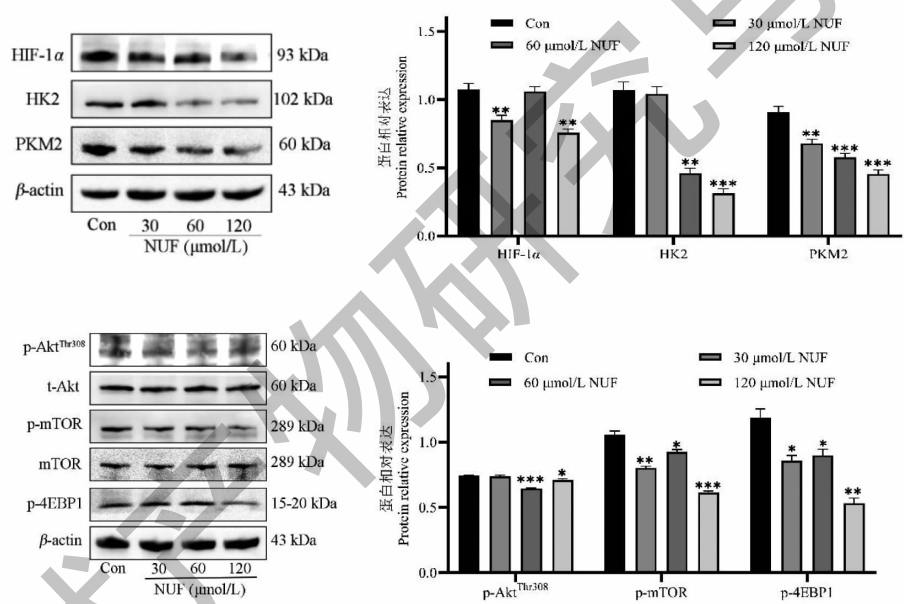 HIF-1α 93 kDa
HK2 102 kDa
PKM2 60 kDa
β-actin 43 kDa
Con 30 60 120
NUF (μmol/L)
Con
30 μmol/L NUF
60 μmol/L NUF
120 μmol/L NUF
蛋白相对表达
Protein relative expression
1.5
1.0
0.5
0.0
** **
** ***
** *** ***
HIF-1α HK2 PKM2
p-AktThr308 60 kDa
t-Akt 60 kDa
p-mTOR 289 kDa
mTOR 289 kDa
p-4EBP1 15-20 kDa
β-actin 43 kDa
Con 30 60 120
NUF (μmol/L)
Con
30 μmol/L NUF
60 μmol/L NUF
120 μmol/L NUF
蛋白相对表达
Protein relative expression
1.5
1.0
0.5
0.0
*** *
** * ***
* * **
p-AktThr308 p-mTOR p-4EBP1
物研究